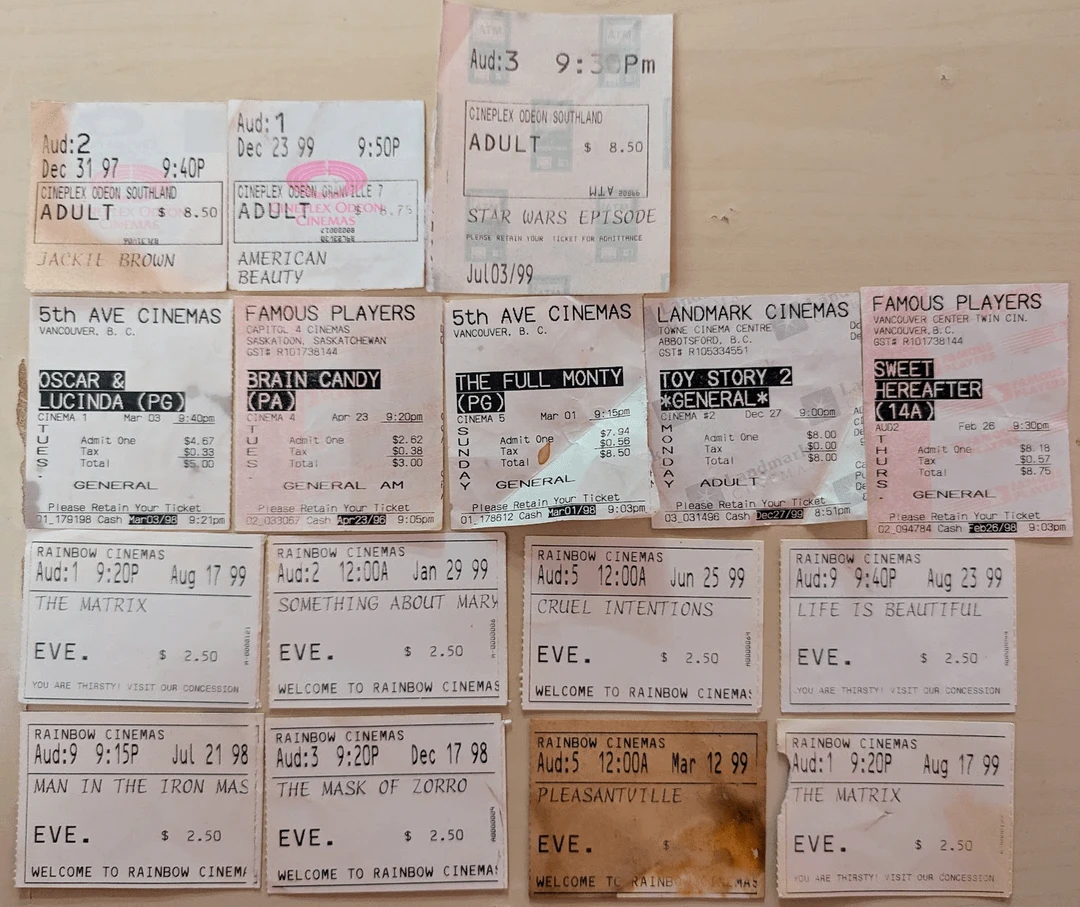 Aud:2
Dec 31 97 9:40P
CINEPLEX ODEON SOUTHLAND
ADULT $ 8.50
CINEPLEX ODEON
CINEMAS
JACKIE BROWN
Aud:1
Dec 23 99 9:50P
CINEPLEX ODEON GRANVILLE 7
ADULT $ 8.75
CINEPLEX ODEON
CINEMAS
AMERICAN
BEAUTY
Aud:3 9:30Pm
CINEPLEX ODEON SOUTHLAND
ADULT $ 8.50
ATM
STAR WARS EPISODE
PLEASE RETAIN YOUR TICKET FOR ADMITTANCE
Jul03/99
5th AVE CINEMAS
VANCOUVER, B. C.
OSCAR &
LUCINDA (PG)
CINEMA 1 Mar 03 9:40pm
TUES.
Admit One $4.67
Tax $0.33
Total $5.00
GENERAL
Please Retain Your Ticket
01_179198 Cash Mar03/98 9:21pm
FAMOUS PLAYERS
CAPITOL 4 CINEMAS
SASKATOON, SASKATCHEWAN
GST# R101738144
BRAIN CANDY
(PA)
CINEMA 4 Apr 23 9:20pm
TUES.
Admit One $2.62
Tax $0.38
Total $3.00
GENERAL AM
Please Retain Your Ticket
02_033067 Cash Apr23/96 9:05pm
5th AVE CINEMAS
VANCOUVER, B. C.
THE FULL MONTY
(PG)
CINEMA 5 Mar 01 9:15pm
SUNDAY
Admit One $7.94
Tax $0.56
Total $8.50
GENERAL
Please Retain Your Ticket
01_178612 Cash Mar01/98 9:03pm
LANDMARK CINEMAS
TOWNE CINEMA CENTRE
ABBOTSFORD, B.C.
GST# R105334551
TOY STORY 2
*GENERAL*
CINEMA #2 Dec 27 9:00pm
MONDAY
Admit One $8.00
Tax $0.00
Total $8.00
ADULT
Please Retain Your Ticket
03_031496 Cash Dec27/99 8:51pm
FAMOUS PLAYERS
VANCOUVER CENTER TWIN CIN.
VANCOUVER,B.C.
GST# R101738144
SWEET
HEREAFTER
(14A)
AUD2 Feb 26 9:30pm
THURS.
Admit One $8.18
Tax $0.57
Total $8.75
GENERAL
Please Retain Your Ticket
02_094784 Cash Feb26/98 9:03pm
RAINBOW CINEMAS
Aud:1 9:20P Aug 17 99
THE MATRIX
EVE. $ 2.50
YOU ARE THIRSTY! VISIT OUR CONCESSION
RAINBOW CINEMAS
Aud:2 12:00A Jan 29 99
SOMETHING ABOUT MARY
EVE. $ 2.50
WELCOME TO RAINBOW CINEMAS
RAINBOW CINEMAS
Aud:5 12:00A Jun 25 99
CRUEL INTENTIONS
EVE. $ 2.50
WELCOME TO RAINBOW CINEMAS
RAINBOW CINEMAS
Aud:9 9:40P Aug 23 99
LIFE IS BEAUTIFUL
EVE. $ 2.50
YOU ARE THIRSTY! VISIT OUR CONCESSION
RAINBOW CINEMAS
Aud:9 9:15P Jul 21 98
MAN IN THE IRON MAS
EVE. $ 2.50
WELCOME TO RAINBOW CINEMA
RAINBOW CINEMAS
Aud:3 9:20P Dec 17 98
THE MASK OF ZORRO
EVE. $ 2.50
WELCOME TO RAINBOW CINEMAS
RAINBOW CINEMAS
Aud:5 12:00A Mar 12 99
PLEASANTVILLE
EVE. $
WELCOME TO RAINB
RAINBOW CINEMAS
Aud:1 9:20P Aug 17 99
THE MATRIX
EVE. $ 2.50
YOU ARE THIRSTY! VISIT OUR CONCESSION